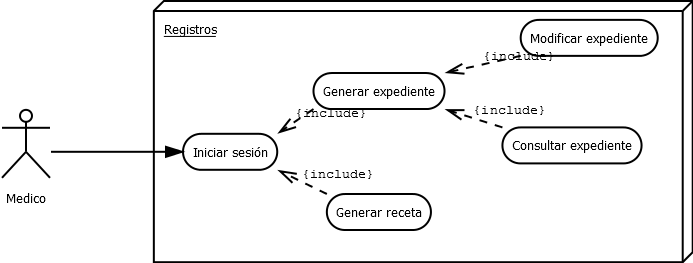 Registros
Modificar expediente
{include}
Generar expediente
{include}
{include}
Consultar expediente
Iniciar sesión
{include}
Medico
Generar receta